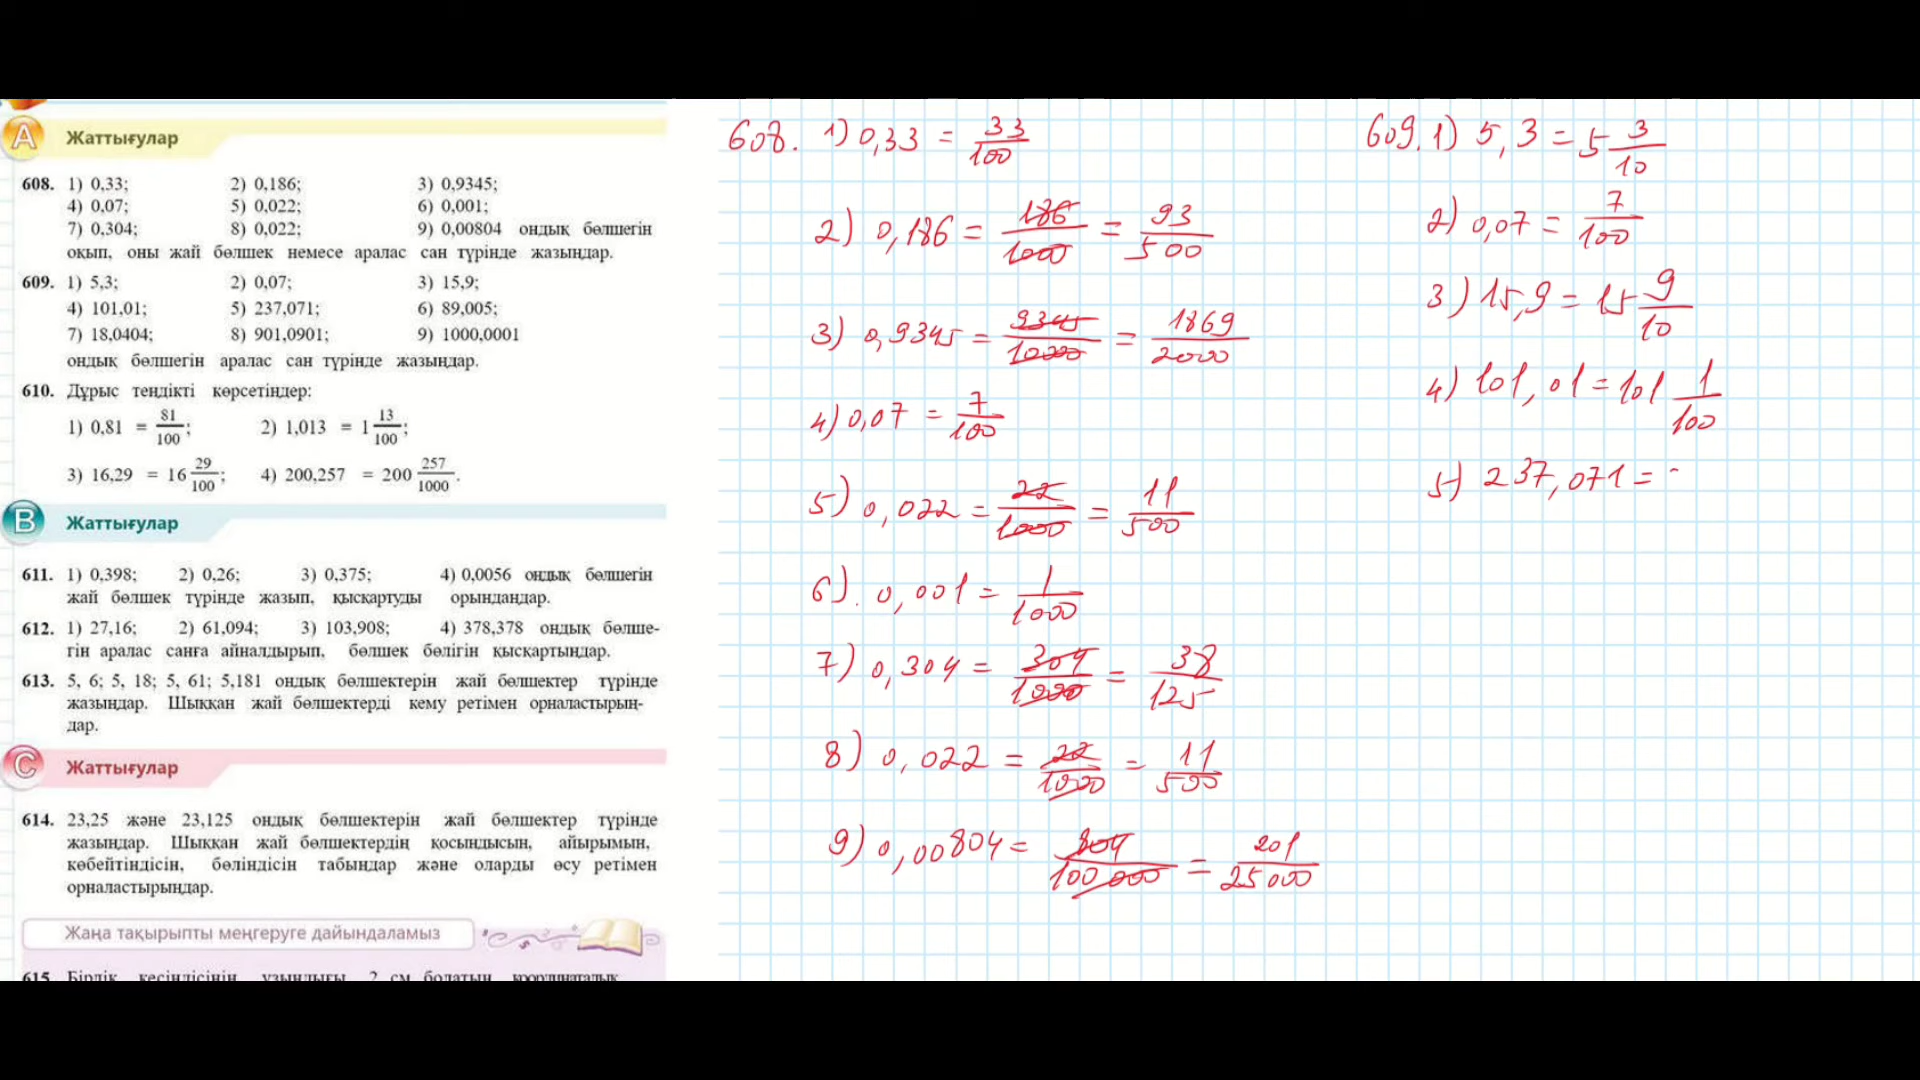 A Жаттығулар
608. 1) 0,33; 2) 0,186; 3) 0,9345;
4) 0,07; 5) 0,022; 6) 0,001;
7) 0,304; 8) 0,022; 9) 0,00804 ондық бөлшегін
оқып, оны жай бөлшек немесе аралас сан түрінде жазыңдар.
609. 1) 5,3; 2) 0,07; 3) 15,9;
4) 101,01; 5) 237,071; 6) 89,005;
7) 18,0404; 8) 901,0901; 9) 1000,0001
ондық бөлшегін аралас сан түрінде жазыңдар.
610. Дұрыс теңдікті көрсетіңдер:
1) 0,81 = 81/100; 2) 1,013 = 1 13/100;
3) 16,29 = 16 29/100; 4) 200,257 = 200 257/1000.
B Жаттығулар
611. 1) 0,398; 2) 0,26; 3) 0,375; 4) 0,0056 ондық бөлшегін
жай бөлшек түрінде жазып, қысқартуды орындаңдар.
612. 1) 27,16; 2) 61,094; 3) 103,908; 4) 378,378 ондық бөлше-
гін аралас санға айналдырып, бөлшек бөлігін қысқартыңдар.
613. 5, 6; 5, 18; 5, 61; 5,181 ондық бөлшектерін жай бөлшектер түрінде
жазыңдар. Шыққан жай бөлшектерді кему ретімен орналастырың-
дар.
C Жаттығулар
614. 23,25 және 23,125 ондық бөлшектерін жай бөлшектер түрінде
жазыңдар. Шыққан жай бөлшектердің қосындысын, айырымын,
көбейтіндісін, бөліндісін табыңдар және оларды өсу ретімен
орналастырыңдар.
Жаңа тақырыпты меңгеруге дайындаламыз
615. Бірлік кесіндісінің ұзындығы 2 см болатын координаталық
608. 1) 0,33 = 33/100
2) 0,186 = 186/1000 = 93/500
3) 0,9345 = 9345/10000 = 1869/2000
4) 0,07 = 7/100
5) 0,022 = 22/1000 = 11/500
6). 0,001 = 1/1000
7) 0,304 = 304/1000 = 38/125
8) 0,022 = 22/1000 = 11/500
9) 0,00804 = 804/100 000 = 201/25 000
609. 1) 5,3 = 5 3/10
2) 0,07 = 7/100
3) 15,9 = 15 9/10
4) 101,01 = 101 1/100
5) 237,071 =